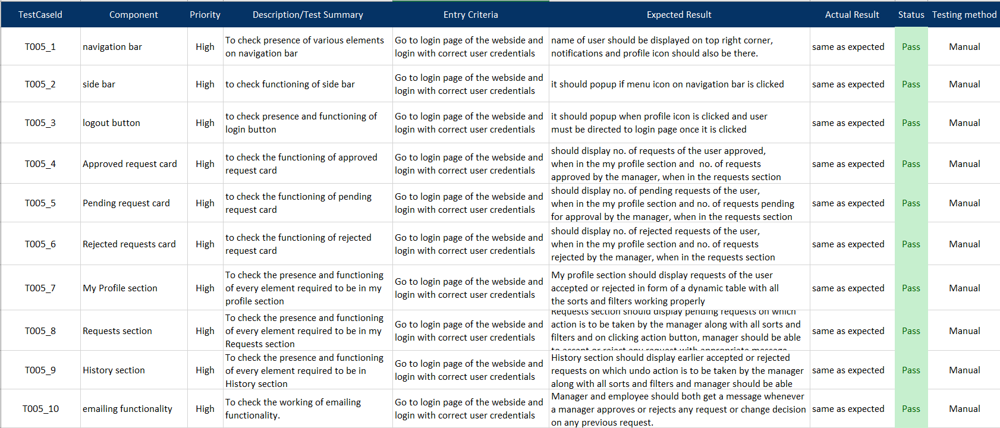 TestCaseId Component Priority Description/Test Summary Entry Criteria Expected Result Actual Result Status Testing method
T005_1 navigation bar High To check presence of various elements
on navigation bar
Go to login page of the webside and
login with correct user credentials
name of user should be displayed on top right corner,
notifications and profile icon should also be there.
same as expected Pass Manual
T005_2 side bar High to check functioning of side bar
Go to login page of the webside and
login with correct user credentials
it should popup if menu icon on navigation bar is clicked
same as expected Pass Manual
T005_3 logout button High to check presence and functioning of
login button
Go to login page of the webside and
login with correct user credentials
it should popup when profile icon is clicked and user
must be directed to login page once it is clicked
same as expected Pass Manual
T005_4 Approved request card High to check the functioning of approved
request card
Go to login page of the webside and
login with correct user credentials
should display no. of requests of the user approved,
when in the my profile section and  no. of requests
approved by the manager, when in the requests section
same as expected Pass Manual
T005_5 Pending request card High to check the functioning of pending
request card
Go to login page of the webside and
login with correct user credentials
should display no. of pending requests of the user,
when in the my profile section and no. of requests pending
for approval by the manager, when in the requests section
same as expected Pass Manual
T005_6 Rejected requests card High to check the functioning of rejected
request card
Go to login page of the webside and
login with correct user credentials
should display no. of rejected requests of the user,
when in the my profile section and no. of requests
rejected by the manager, when in the requests section
same as expected Pass Manual
T005_7 My Profile section High To check the presence and functioning
of every element required to be in my
profile section
Go to login page of the webside and
login with correct user credentials
My profile section should display requests of the user
accepted or rejected in form of a dynamic table with all
the sorts and filters working properly
same as expected Pass Manual
T005_8 Requests section High To check the presence and functioning
of every element required to be in my
Requests section
Go to login page of the webside and
login with correct user credentials
Requests section should display pending requests on which
action is to be taken by the manager along with all sorts and
filters and on clicking action button, manager should be able
to accept or reject any request with appropriate message
same as expected Pass Manual
T005_9 History section High To check the presence and functioning
of every element required to be in
History section
Go to login page of the webside and
login with correct user credentials
History section should display earlier accepted or rejected
requests on which undo action is to be taken by the manager
along with all sorts and filters and manager should be able
same as expected Pass Manual
T005_10 emailing functionality High To check the working of emailing
functionality.
Go to login page of the webside and
login with correct user credentials
Manager and employee should both get a message whenever
a manager approves or rejects any request or change decision
on any previous request.
same as expected Pass Manual